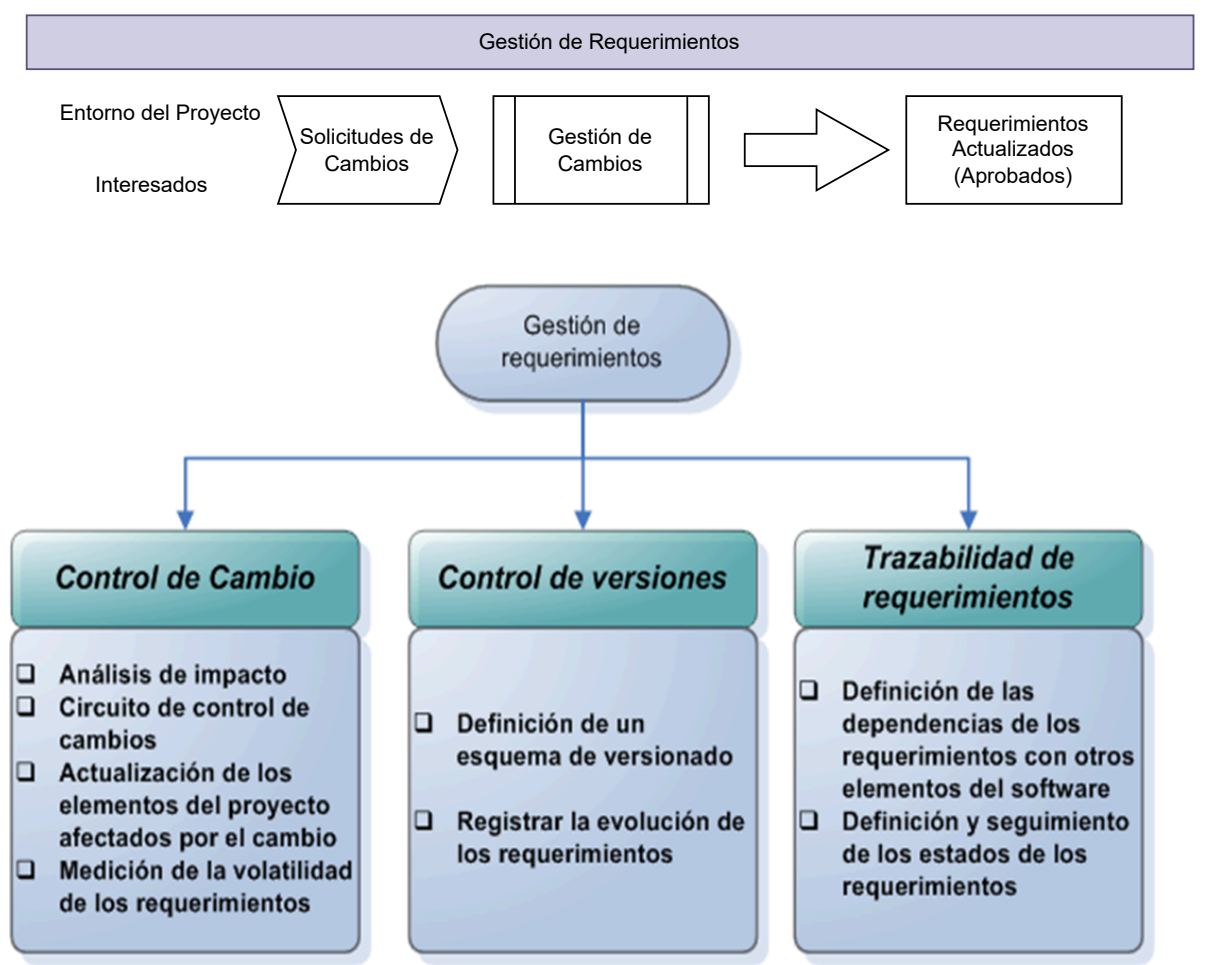 Gestión de Requerimientos
Entorno del Proyecto
Interesados
Solicitudes de
Cambios
Gestión de
Cambios
Requerimientos
Actualizados
(Aprobados)
Gestión de
requerimientos
Control de Cambio
❑ Análisis de impacto
❑ Circuito de control de
cambios
❑ Actualización de los
elementos del proyecto
afectados por el cambio
❑ Medición de la volatilidad
de los requerimientos
Control de versiones
❑ Definición de un
esquema de versionado
❑ Registrar la evolución de
los requerimientos
Trazabilidad de
requerimientos
❑ Definición de las
dependencias de los
requerimientos con otros
elementos del software
❑ Definición y seguimiento
de los estados de los
requerimientos